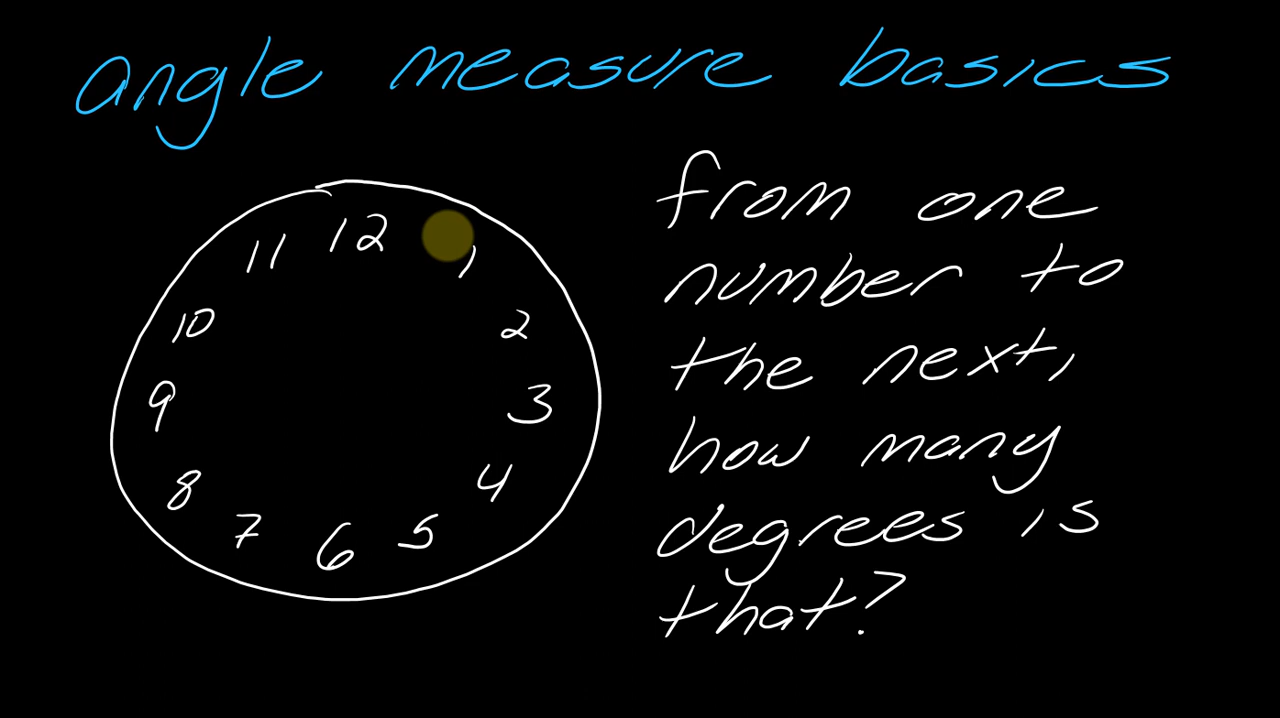 angle measure basics
12
11
1
10
2
9
3
8
4
7
5
6
from one
number to
the next,
how many
degrees is
that?